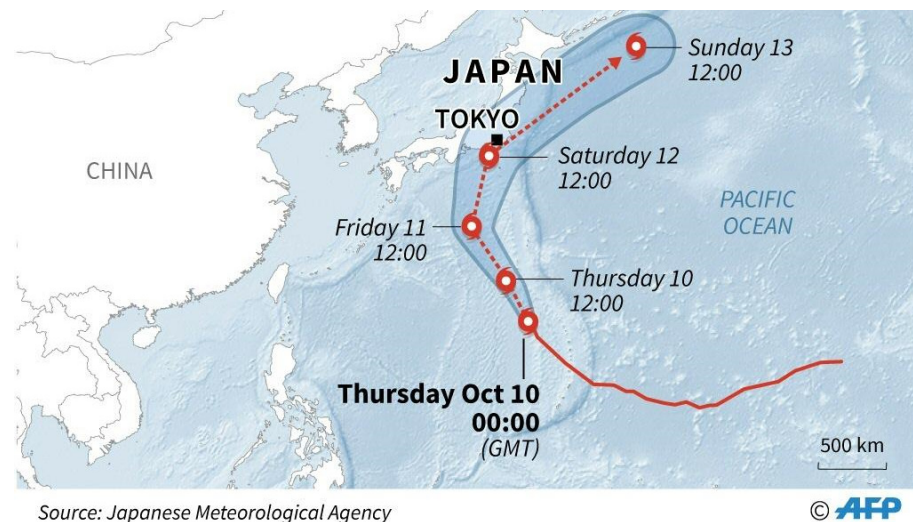 Sunday 13
12:00
JAPAN
TOKYO
CHINA
Saturday 12
12:00
PACIFIC
OCEAN
Friday 11
12:00
Thursday 10
12:00
Thursday Oct 10
00:00
(GMT)
500 km
Source: Japanese Meteorological Agency
© AFP